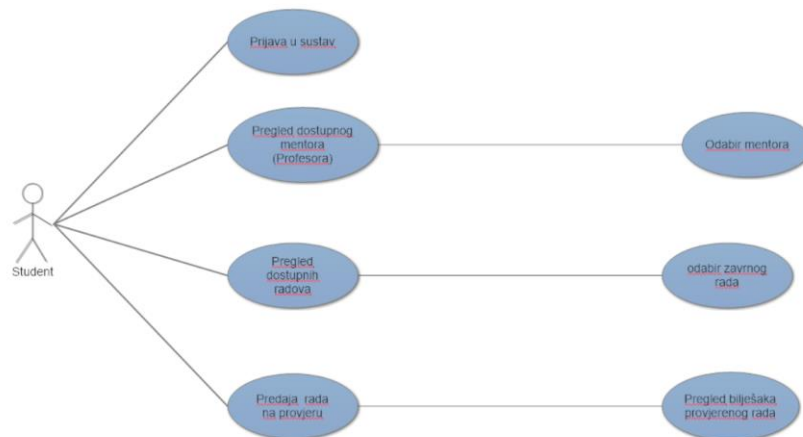 Prijava u sustav
Pregled dostupnog
mentora
(Profesora)
Odabir mentora
Student
Pregled
dostupnih
radova
odabir zavrnog
rada
Predaja rada
na provjeru
Pregled bilješaka
provjerenog rada